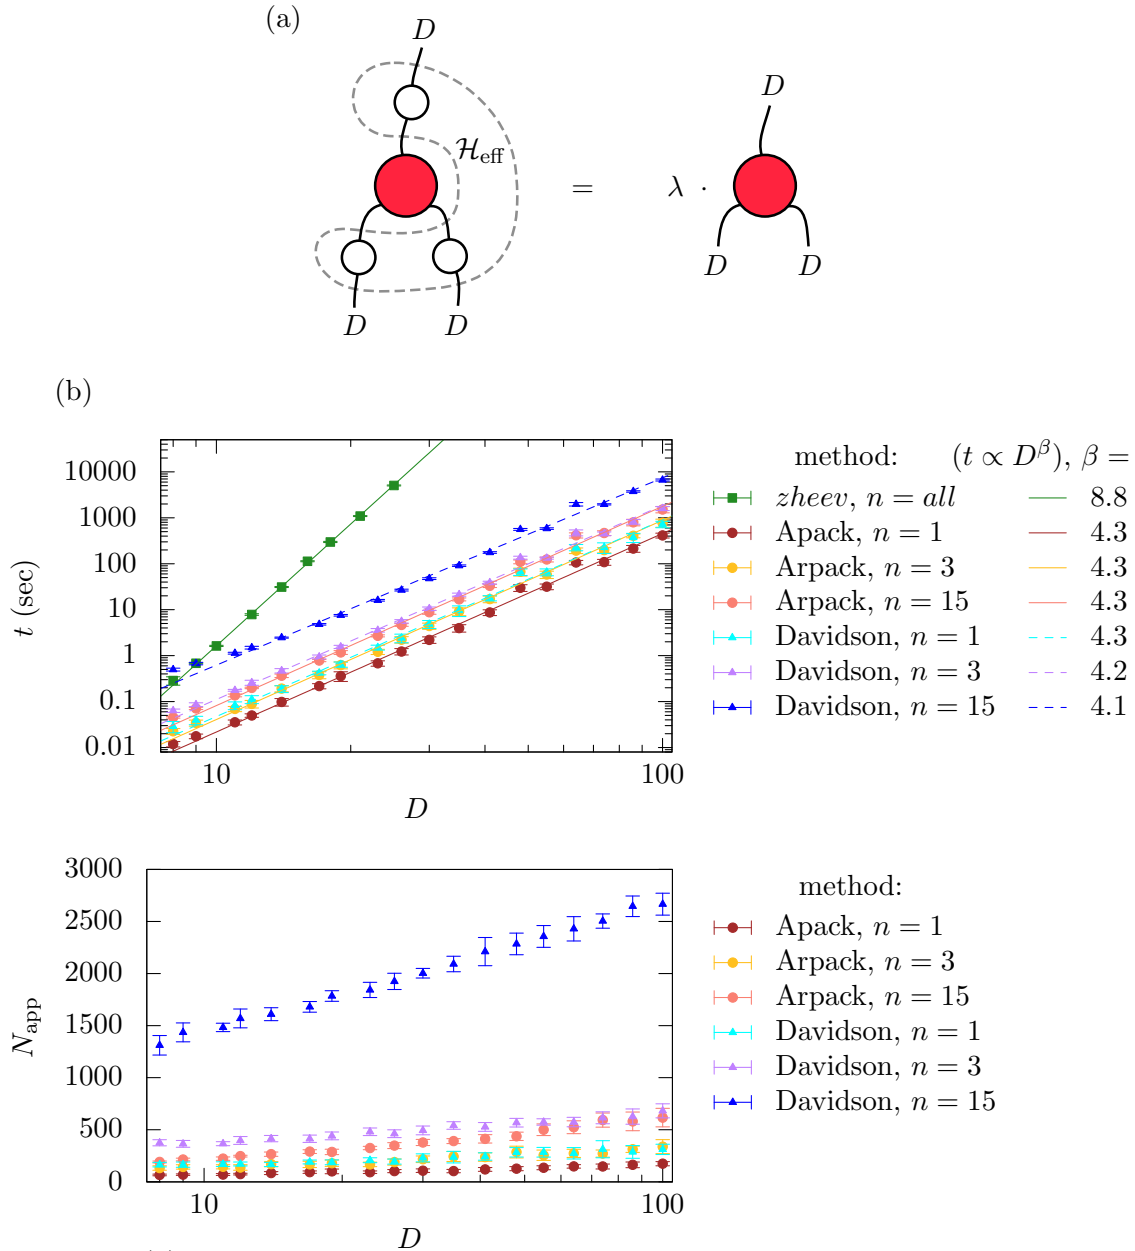 (a)
D
D
ℋeff
= λ ·
D D
D D
(b)
method: (t ∝ D^β), β =
10000
zheev, n = all 8.8
1000
Apack, n = 1 4.3
100
Arpack, n = 3 4.3
10
Arpack, n = 15 4.3
t (sec)
1
Davidson, n = 1 4.3
0.1
Davidson, n = 3 4.2
0.01
Davidson, n = 15 4.1
10 100
D
3000
method:
2500
Apack, n = 1
Arpack, n = 3
2000
Arpack, n = 15
1500
Davidson, n = 1
N_app
1000
Davidson, n = 3
Davidson, n = 15
500
0
10 100
D